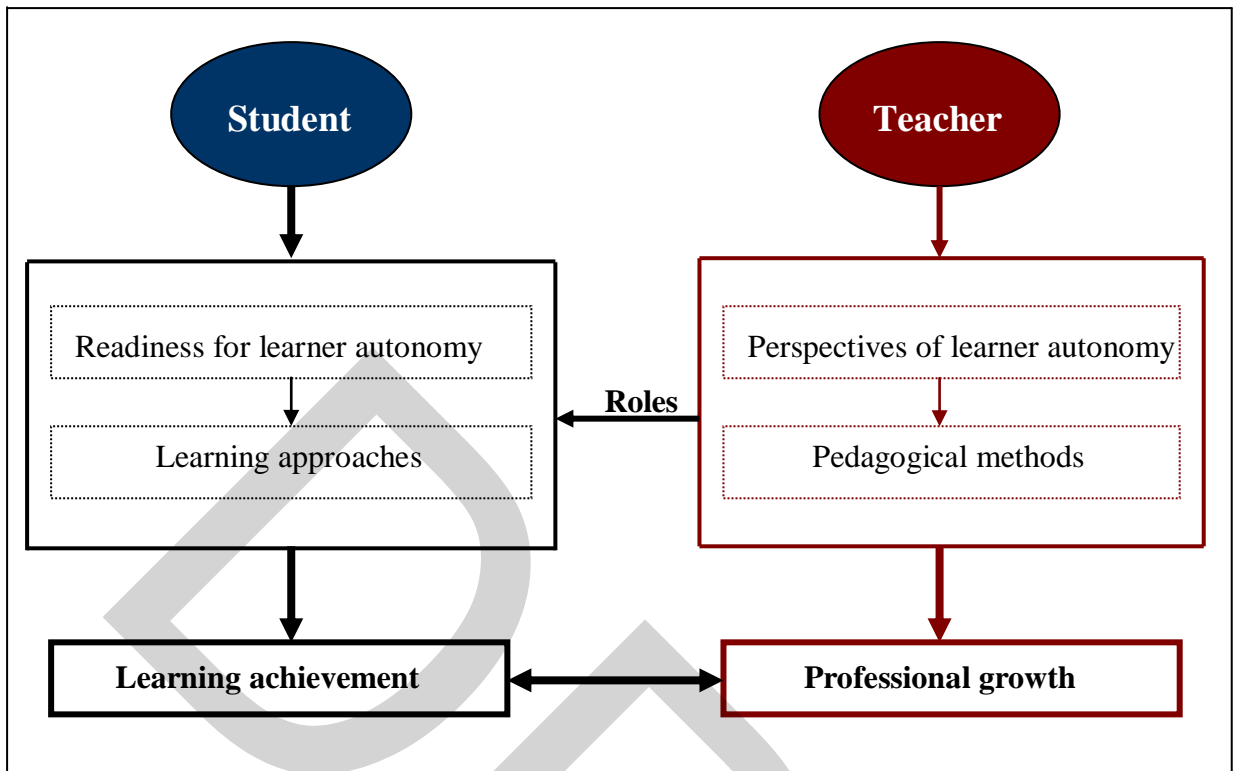 Student
Teacher
Readiness for learner autonomy
Perspectives of learner autonomy
Roles
Learning approaches
Pedagogical methods
Learning achievement
Professional growth